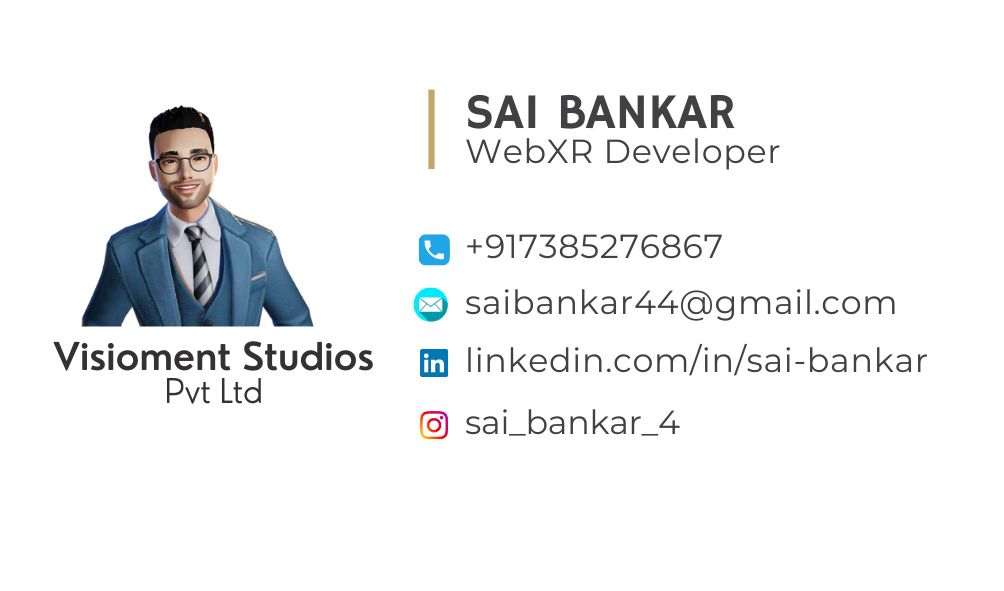 SAI BANKAR
WebXR Developer
+917385276867
saibankar44@gmail.com
linkedin.com/in/sai-bankar
sai_bankar_4
Visioment Studios
Pvt Ltd